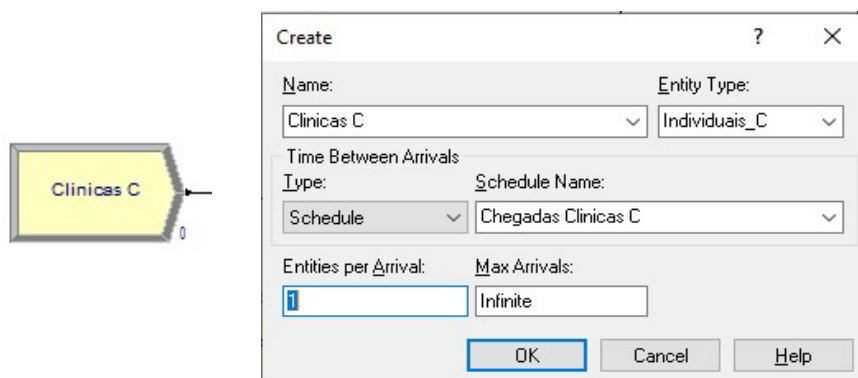 Clinicas C
0
Create ?
Name: Entity Type:
Clinicas C Individuais_C
Time Between Arrivals
Type: Schedule Name:
Schedule Chegadas Clinicas C
Entities per Arrival: Max Arrivals:
1 Infinite
OK Cancel Help